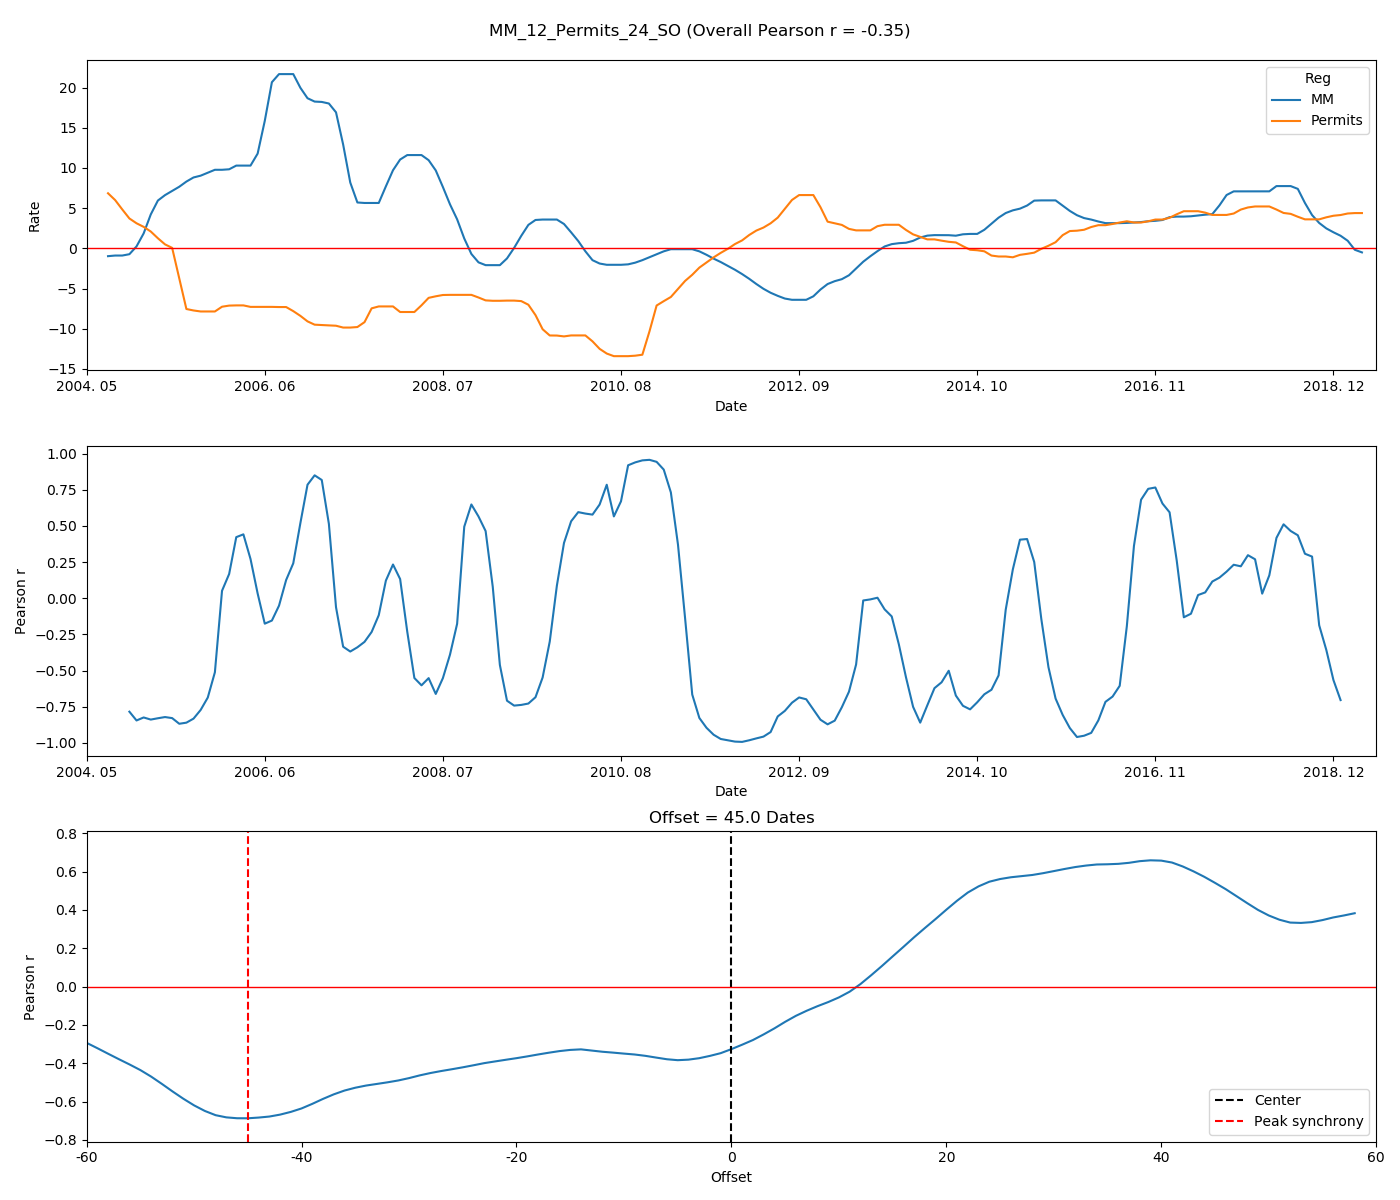 MM_12_Permits_24_SO (Overall Pearson r = -0.35)
Reg
MM
Permits
20
15
10
5
0
−5
−10
−15
Rate
2004. 05 2006. 06 2008. 07 2010. 08 2012. 09 2014. 10 2016. 11 2018. 12
Date
1.00
0.75
0.50
0.25
0.00
−0.25
−0.50
−0.75
−1.00
Pearson r
2004. 05 2006. 06 2008. 07 2010. 08 2012. 09 2014. 10 2016. 11 2018. 12
Date
Offset = 45.0 Dates
0.8
0.6
0.4
0.2
0.0
−0.2
−0.4
−0.6
−0.8
Pearson r
Center
Peak synchrony
-60 -40 -20 0 20 40 60
Offset